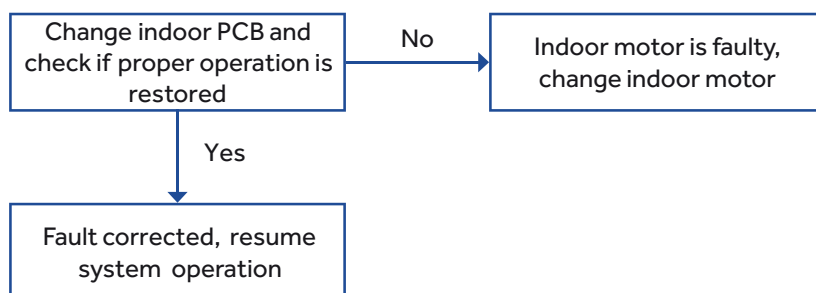 Change indoor PCB and
check if proper operation is
restored
No
Indoor motor is faulty,
change indoor motor
Yes
Fault corrected, resume
system operation